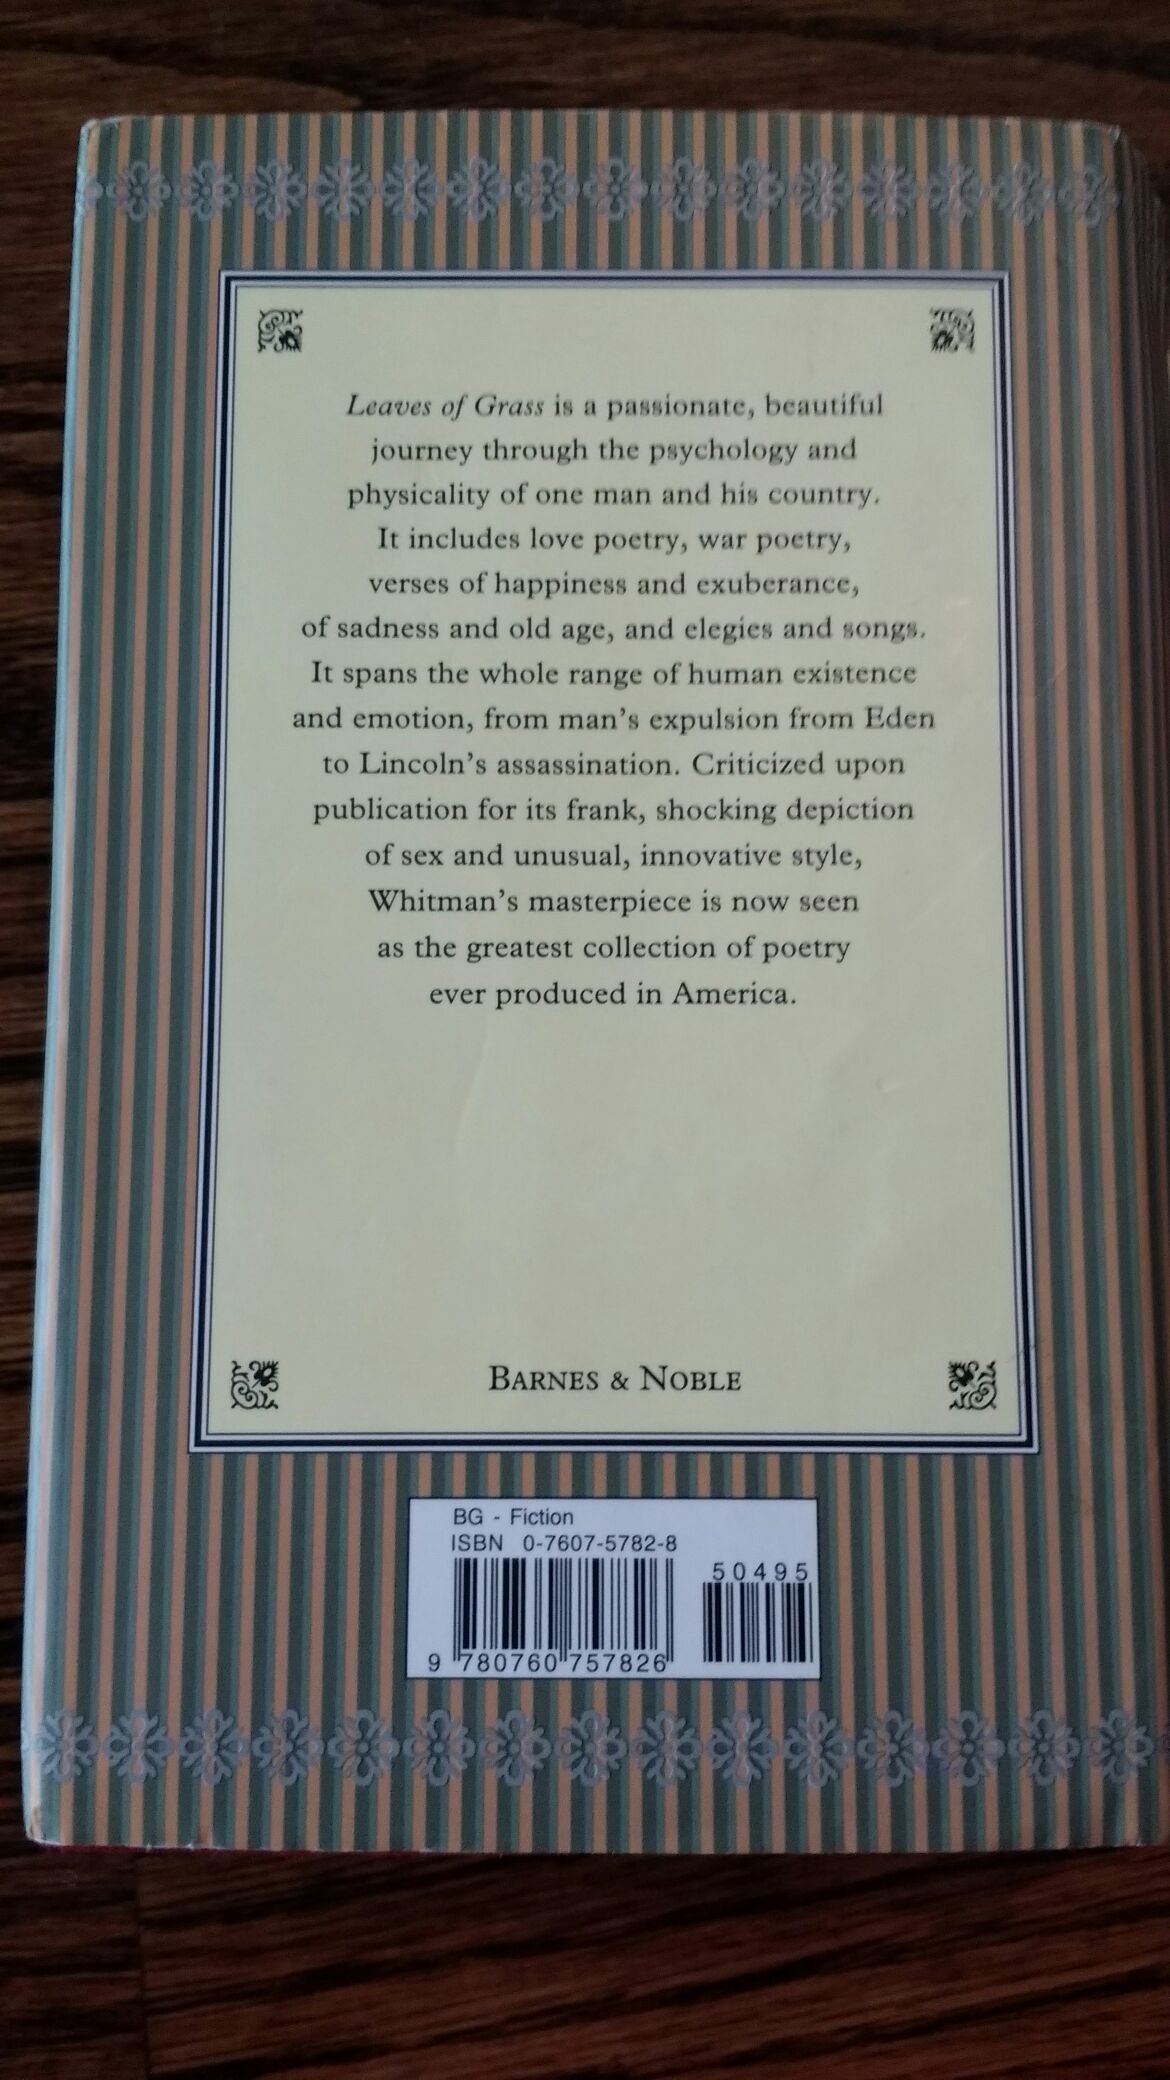 Leaves of Grass is a passionate, beautiful
journey through the psychology and
physicality of one man and his country.
It includes love poetry, war poetry,
verses of happiness and exuberance,
of sadness and old age, and elegies and songs.
It spans the whole range of human existence
and emotion, from man's expulsion from Eden
to Lincoln's assassination. Criticized upon
publication for its frank, shocking depiction
of sex and unusual, innovative style,
Whitman's masterpiece is now seen
as the greatest collection of poetry
ever produced in America.
BARNES & NOBLE
BG - Fiction
ISBN 0-7607-5782-8
50495
9 780760 757826